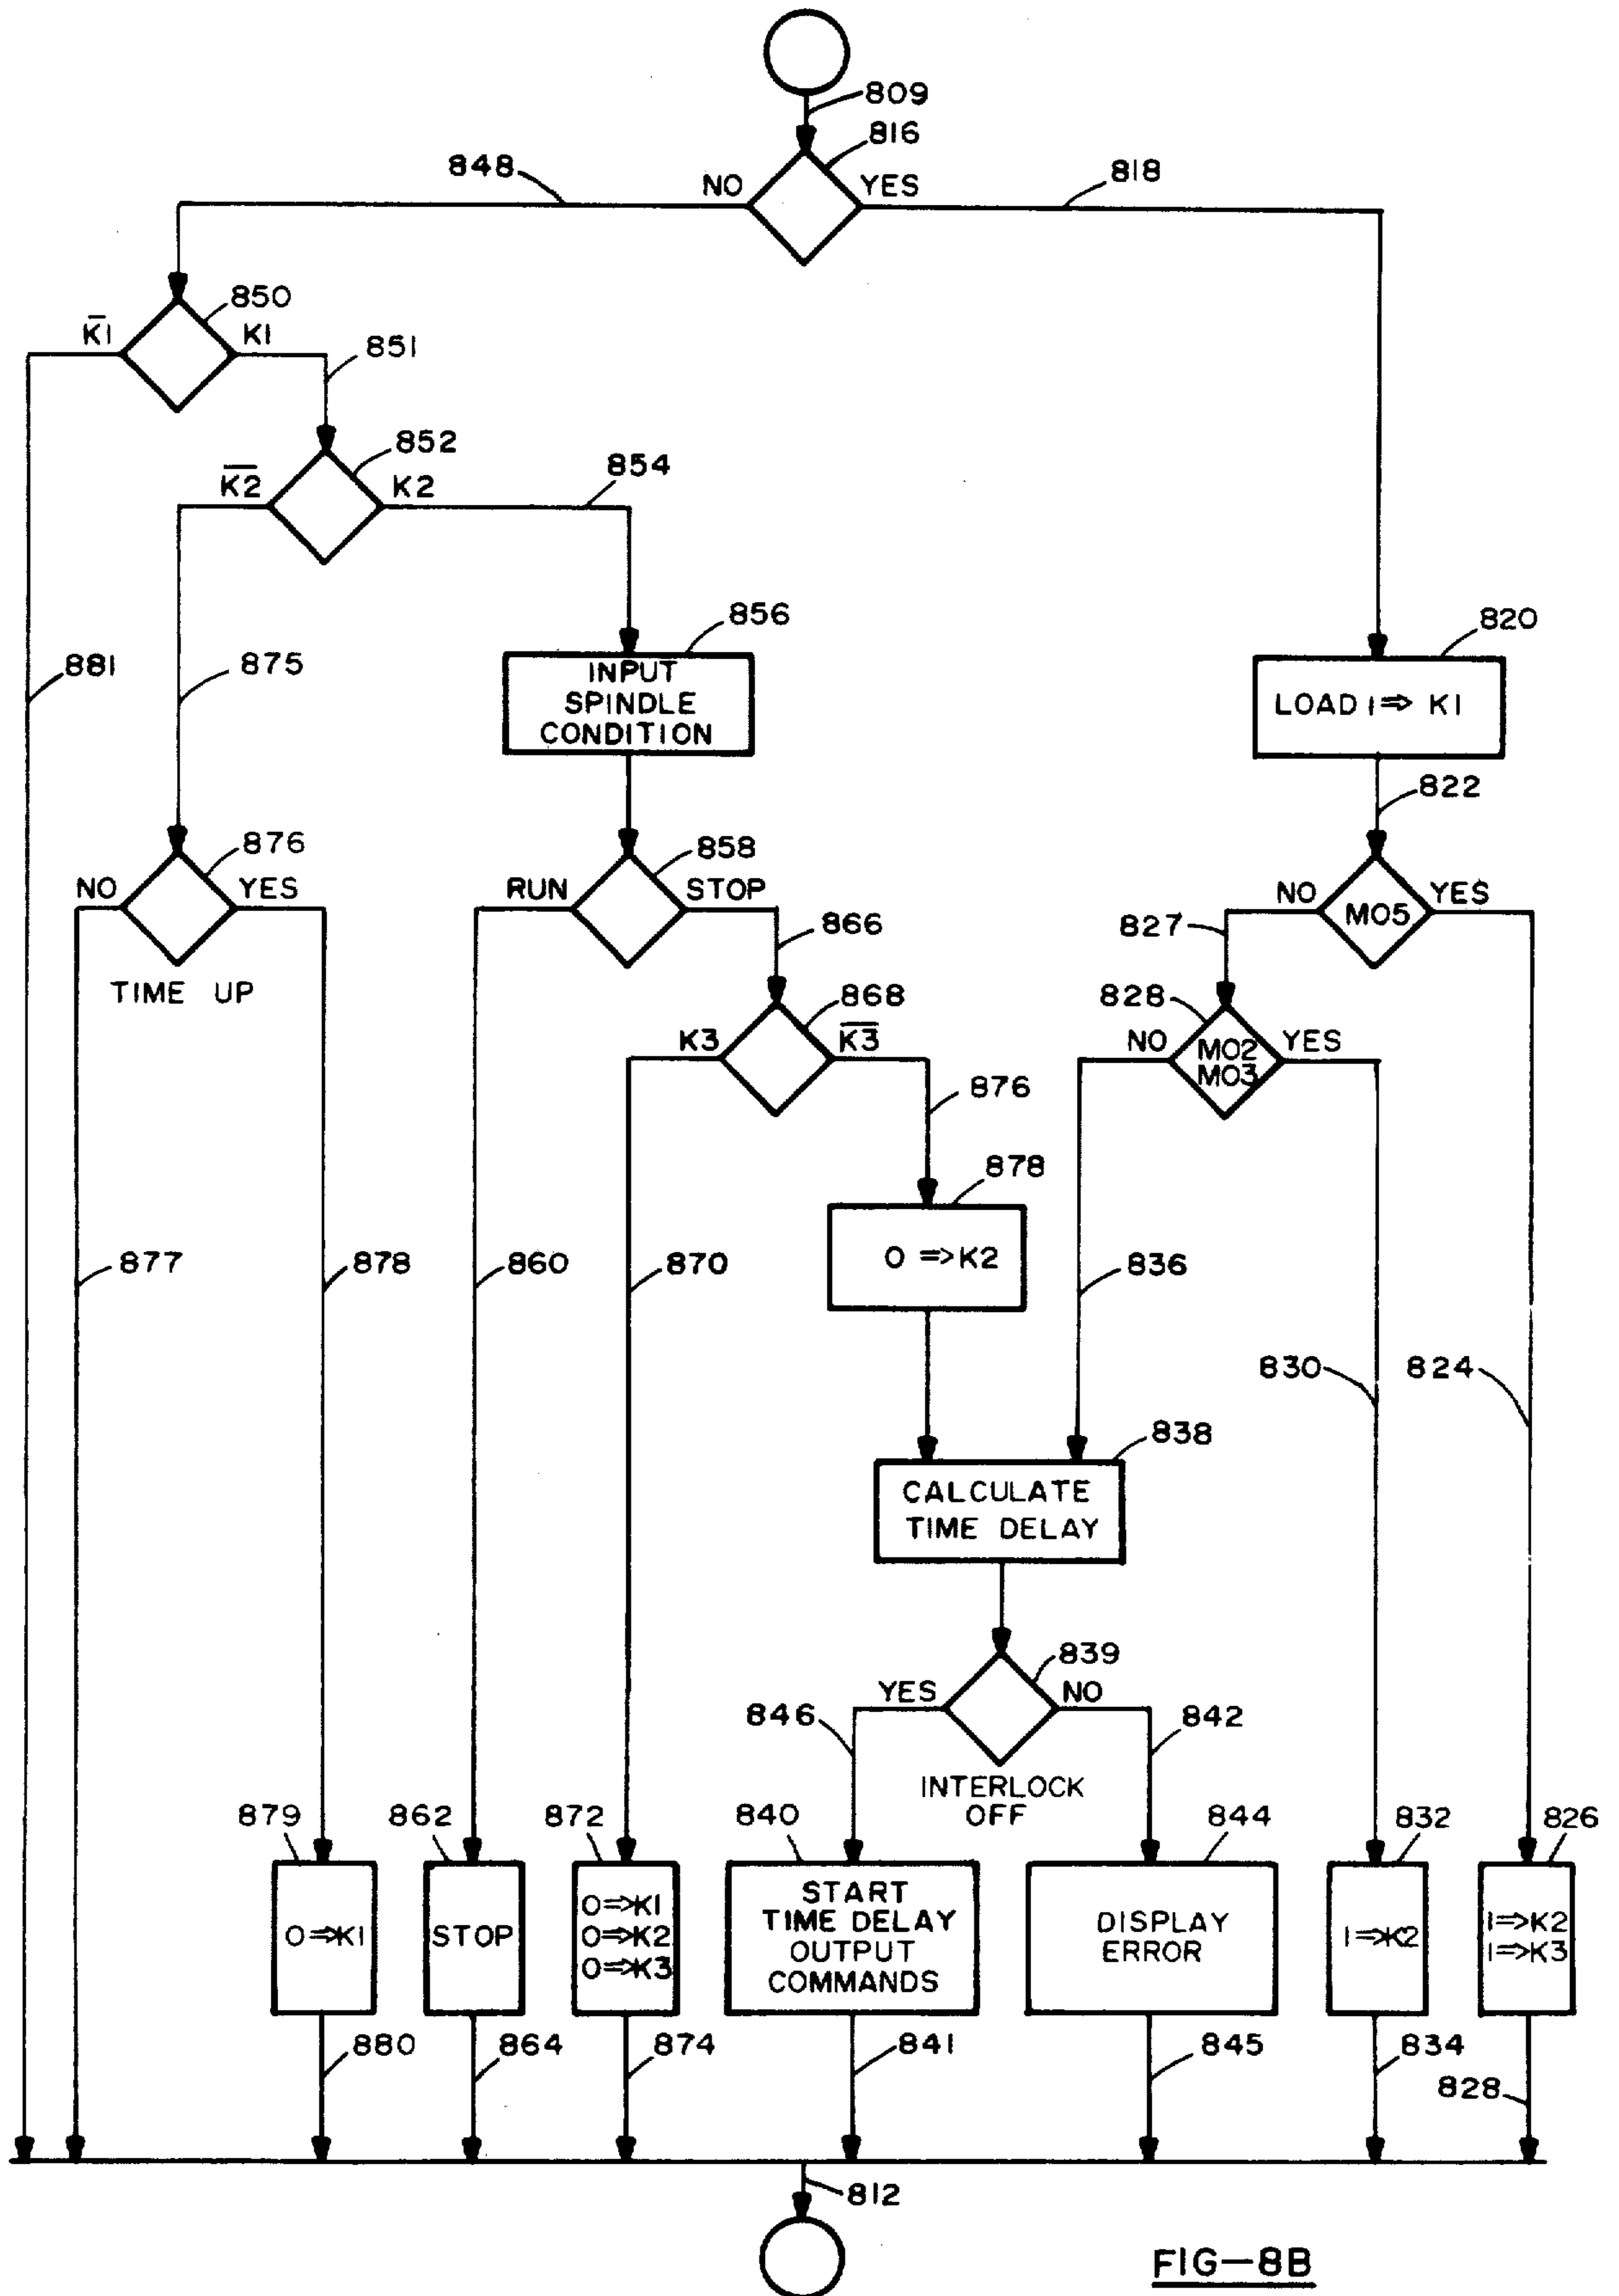 809
816
848
NO
YES
818
850
K̅1
K1
851
852
K̅2̅
K2
854
856
820
881
875
INPUT
SPINDLE
CONDITION
LOAD 1 ⇒ K1
822
876
858
NO
YES
RUN
STOP
NO
YES
MO5
866
827
TIME UP
868
828
K3
K̅3̅
NO
YES
MO2
MO3
876
878
877
878
860
870
0 ⇒K2
836
830
824
838
CALCULATE
TIME DELAY
839
YES
NO
846
842
INTERLOCK
OFF
879
862
872
840
844
832
826
0⇒K1
STOP
0⇒K1
0⇒K2
0⇒K3
START
TIME DELAY
OUTPUT
COMMANDS
DISPLAY
ERROR
1⇒K2
1⇒K2
1⇒K3
880
864
874
841
845
834
828
812
FIG-8B